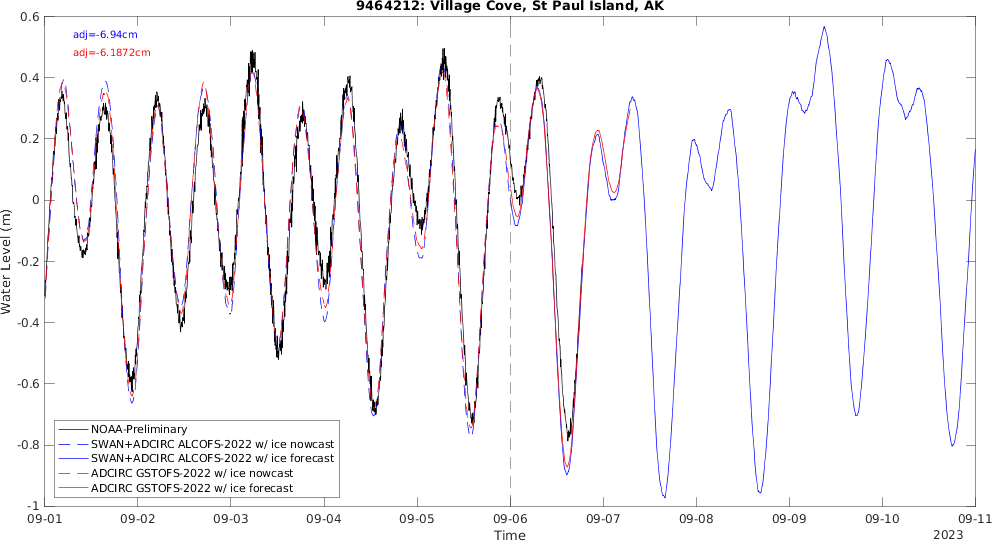 9464212: Village Cove, St Paul Island, AK
adj=-6.94cm
adj=-6.1872cm
0.6
0.4
0.2
0
-0.2
-0.4
-0.6
-0.8
-1
Water Level (m)
NOAA-Preliminary
SWAN+ADCIRC ALCOFS-2022 w/ ice nowcast
SWAN+ADCIRC ALCOFS-2022 w/ ice forecast
ADCIRC GSTOFS-2022 w/ ice nowcast
ADCIRC GSTOFS-2022 w/ ice forecast
09-01 09-02 09-03 09-04 09-05 09-06 09-07 09-08 09-09 09-10 09-11
Time
2023